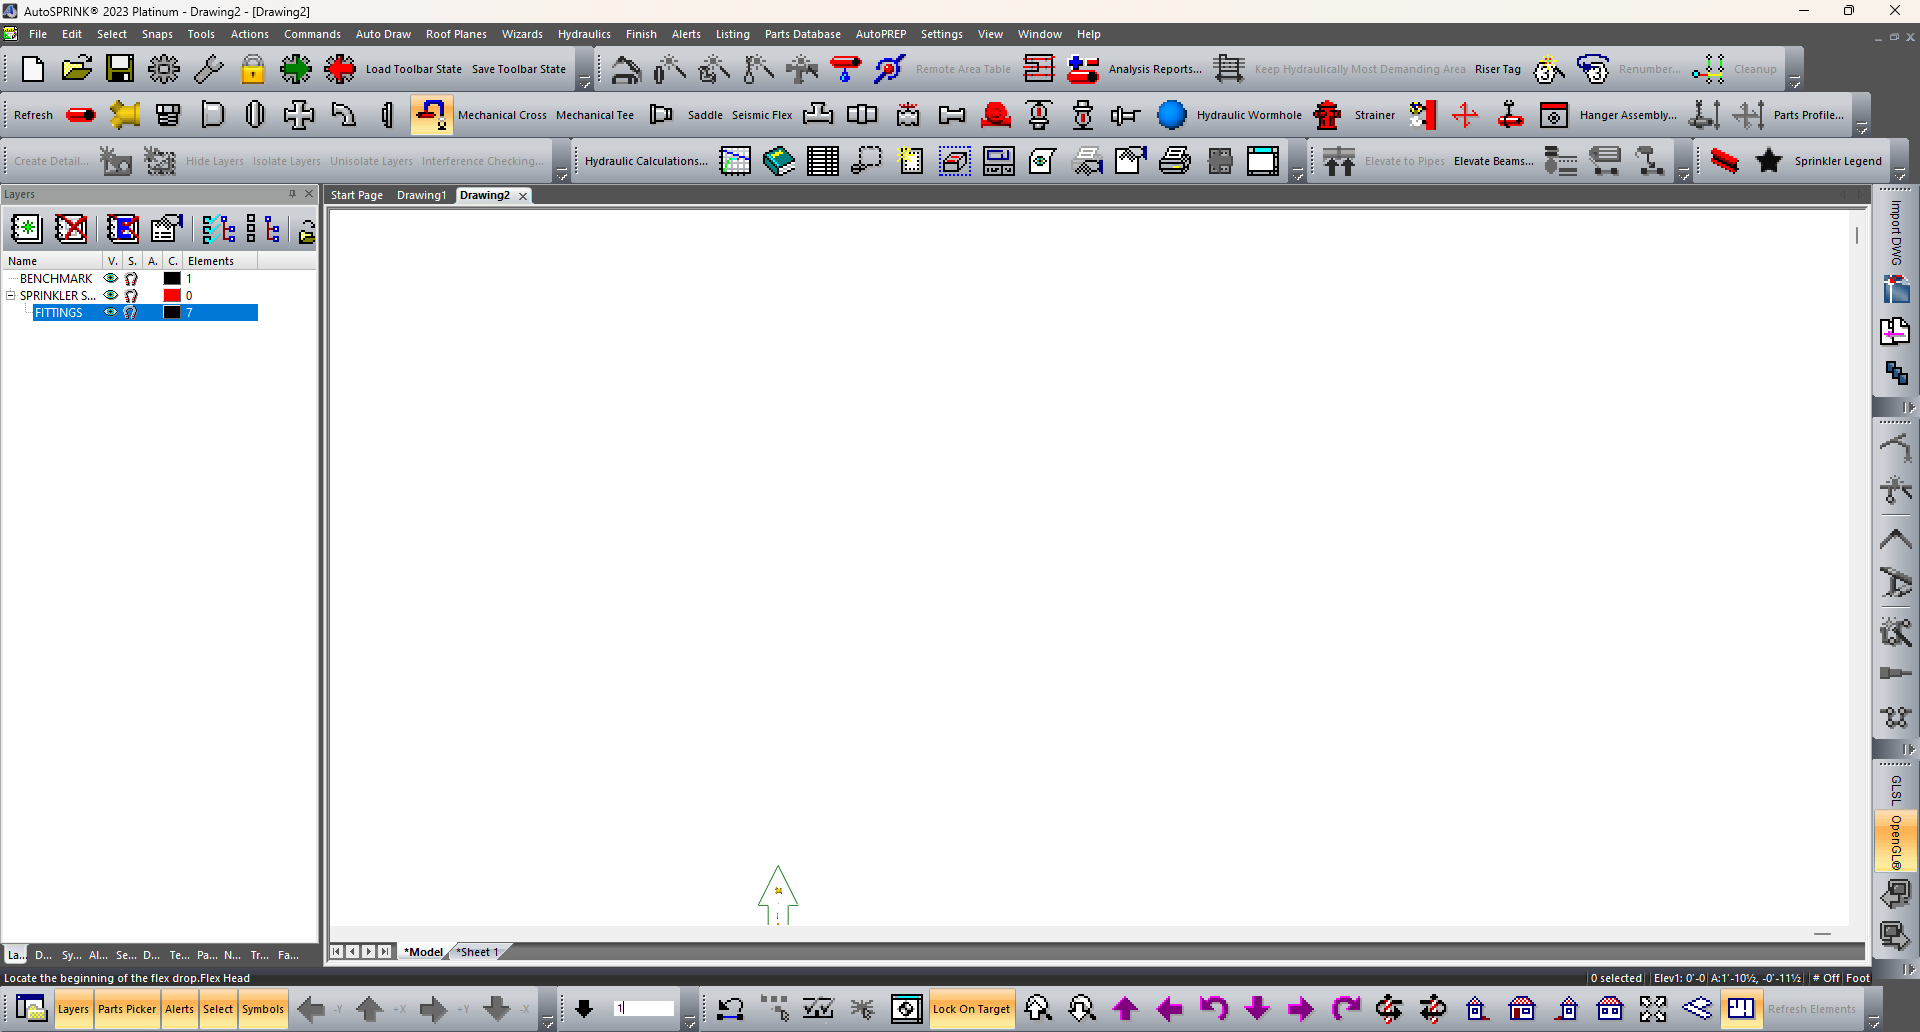 AutoSPRINK® 2023 Platinum - Drawing2 - [Drawing2]
File Edit Select Snaps Tools Actions Commands Auto Draw Roof Planes Wizards Hydraulics Finish Alerts Listing Parts Database AutoPREP Settings View Window Help
Load Toolbar State Save Toolbar State Remote Area Table Analysis Reports... Keep Hydraulically Most Demanding Area Riser Tag Renumber... Cleanup
Refresh Mechanical Cross Mechanical Tee Saddle Seismic Flex Hydraulic Wormhole Strainer Hanger Assembly... Parts Profile...
Create Detail... Hide Layers Isolate Layers Unisolate Layers Interference Checking... Hydraulic Calculations... Elevate to Pipes Elevate Beams... Sprinkler Legend
Layers
Start Page Drawing1 Drawing2
Name V. S. A. C. Elements
BENCHMARK 1
SPRINKLER S... 0
FITTINGS 7
Import DWG
GLSL
OpenGL®
La... D... Sy... Al... Se... D... Te... Pa... N... Tr... Fa...
*Model *Sheet 1
Locate the beginning of the flex drop.Flex Head
0 selected Elev1: 0'-0 A:1'-10½, -0'-11½ # Off Foot
Layers Parts Picker Alerts Select Symbols -Y +X +Y -X 1 Lock On Target Refresh Elements